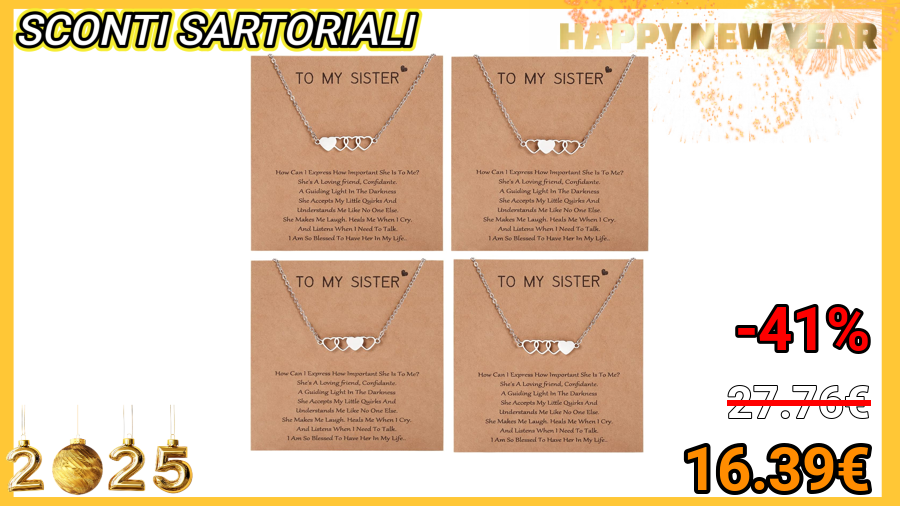 SCONTI SARTORIALI
HAPPY NEW YEAR
TO MY SISTER
How Can I Express How Important She Is To Me?
She's A Loving friend, Confidante.
A Guiding Light In The Darkness
She Accepts My Little Quirks And
Understands Me Like No One Else.
She Makes Me Laugh. Heals Me When I Cry.
And Listens When I Need To Talk.
I Am So Blessed To Have Her In My Life..
TO MY SISTER
How Can I Express How Important She Is To Me?
She's A Loving friend, Confidante.
A Guiding Light In The Darkness
She Accepts My Little Quirks And
Understands Me Like No One Else.
She Makes Me Laugh. Heals Me When I Cry.
And Listens When I Need To Talk.
I Am So Blessed To Have Her In My Life..
TO MY SISTER
How Can I Express How Important She Is To Me?
She's A Loving friend, Confidante.
A Guiding Light In The Darkness
She Accepts My Little Quirks And
Understands Me Like No One Else.
She Makes Me Laugh. Heals Me When I Cry.
And Listens When I Need To Talk.
I Am So Blessed To Have Her In My Life..
TO MY SISTER
How Can I Express How Important She Is To Me?
She's A Loving friend, Confidante.
A Guiding Light In The Darkness
She Accepts My Little Quirks And
Understands Me Like No One Else.
She Makes Me Laugh. Heals Me When I Cry.
And Listens When I Need To Talk.
I Am So Blessed To Have Her In My Life..
-41%
27.76€
16.39€
2025